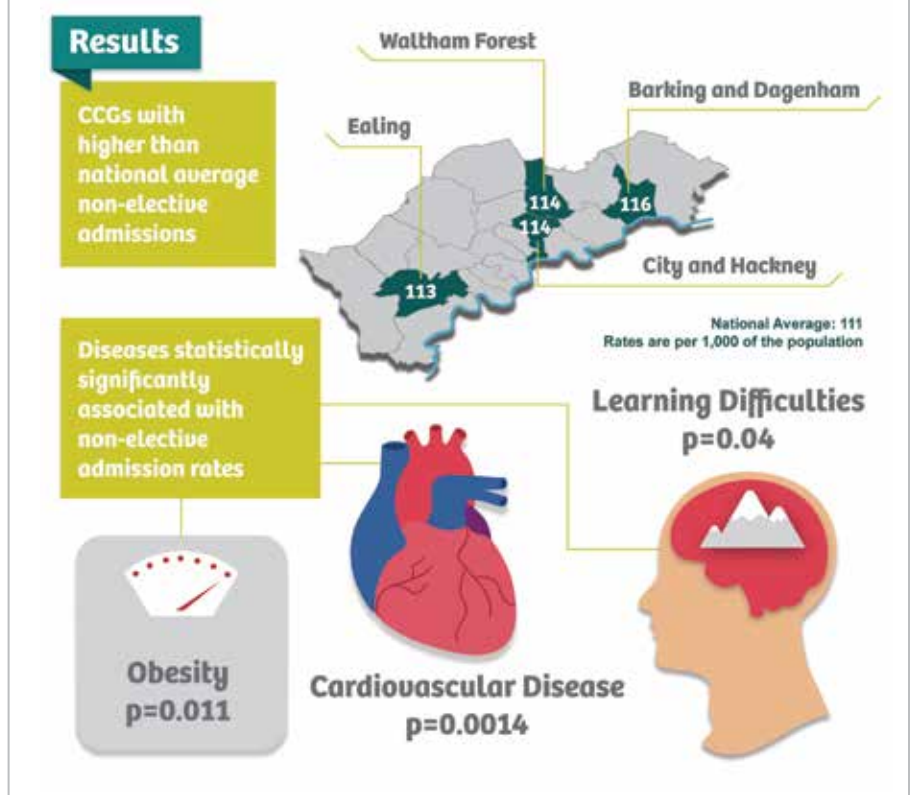 Results
CCGs with
higher than
national average
non-elective
admissions
Waltham Forest
Barking and Dagenham
Ealing
114
114
116
113
City and Hackney
National Average: 111
Rates are per 1,000 of the population
Diseases statistically
significantly
associated with
non-elective
admission rates
Learning Difficulties
p=0.04
Obesity
p=0.011
Cardiovascular Disease
p=0.0014